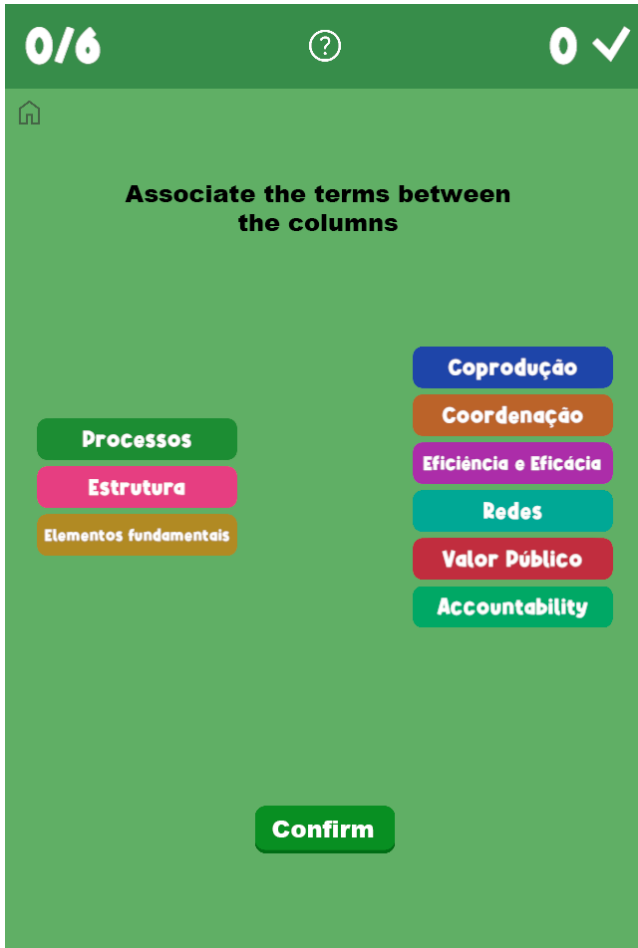 0/6
?
0
Associate the terms between
the columns
Processos
Estrutura
Elementos fundamentais
Coprodução
Coordenação
Eficiência e Eficácia
Redes
Valor Público
Accountability
Confirm